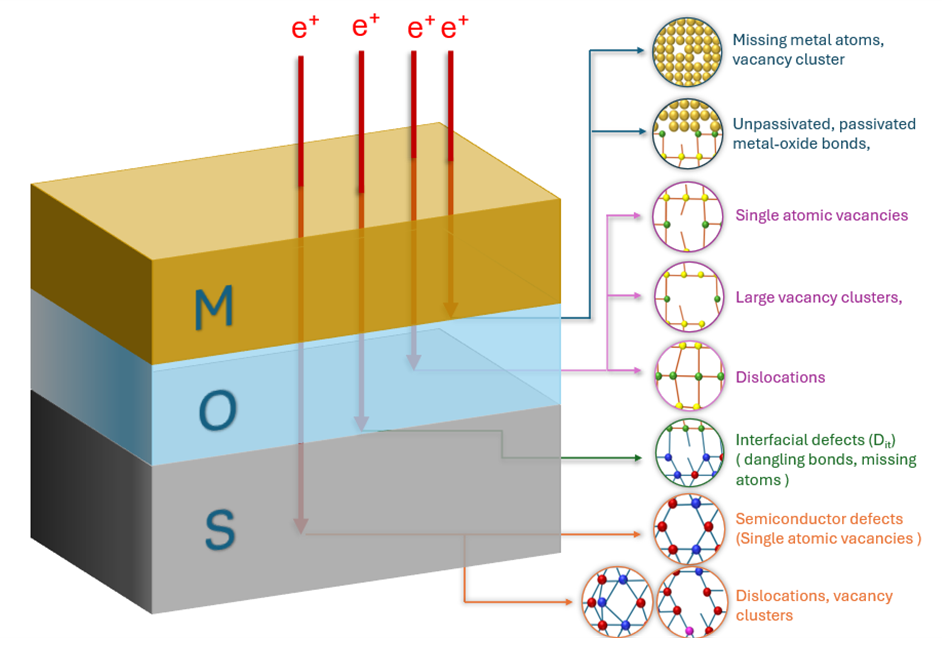 e⁺ e⁺ e⁺ e⁺
Missing metal atoms,
vacancy cluster
Unpassivated, passivated
metal-oxide bonds,
Single atomic vacancies
M
Large vacancy clusters,
Dislocations
O
Interfacial defects (Dit)
( dangling bonds, missing
atoms )
S
Semiconductor defects
(Single atomic vacancies )
Dislocations, vacancy
clusters